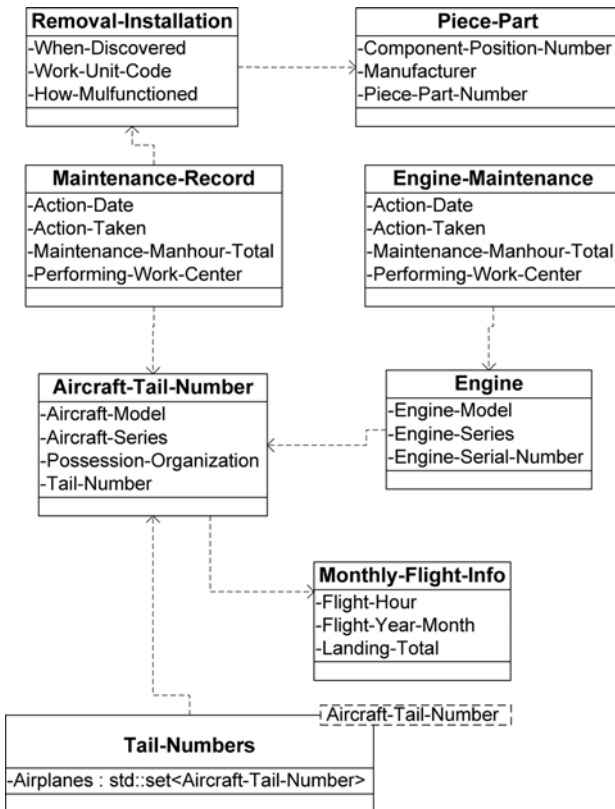 Removal-Installation
-When-Discovered
-Work-Unit-Code
-How-Mulfunctioned
Piece-Part
-Component-Position-Number
-Manufacturer
-Piece-Part-Number
Maintenance-Record
-Action-Date
-Action-Taken
-Maintenance-Manhour-Total
-Performing-Work-Center
Engine-Maintenance
-Action-Date
-Action-Taken
-Maintenance-Manhour-Total
-Performing-Work-Center
Aircraft-Tail-Number
-Aircraft-Model
-Aircraft-Series
-Possession-Organization
-Tail-Number
Engine
-Engine-Model
-Engine-Series
-Engine-Serial-Number
Monthly-Flight-Info
-Flight-Hour
-Flight-Year-Month
-Landing-Total
Aircraft-Tail-Number
Tail-Numbers
-Airplanes : std::set<Aircraft-Tail-Number>